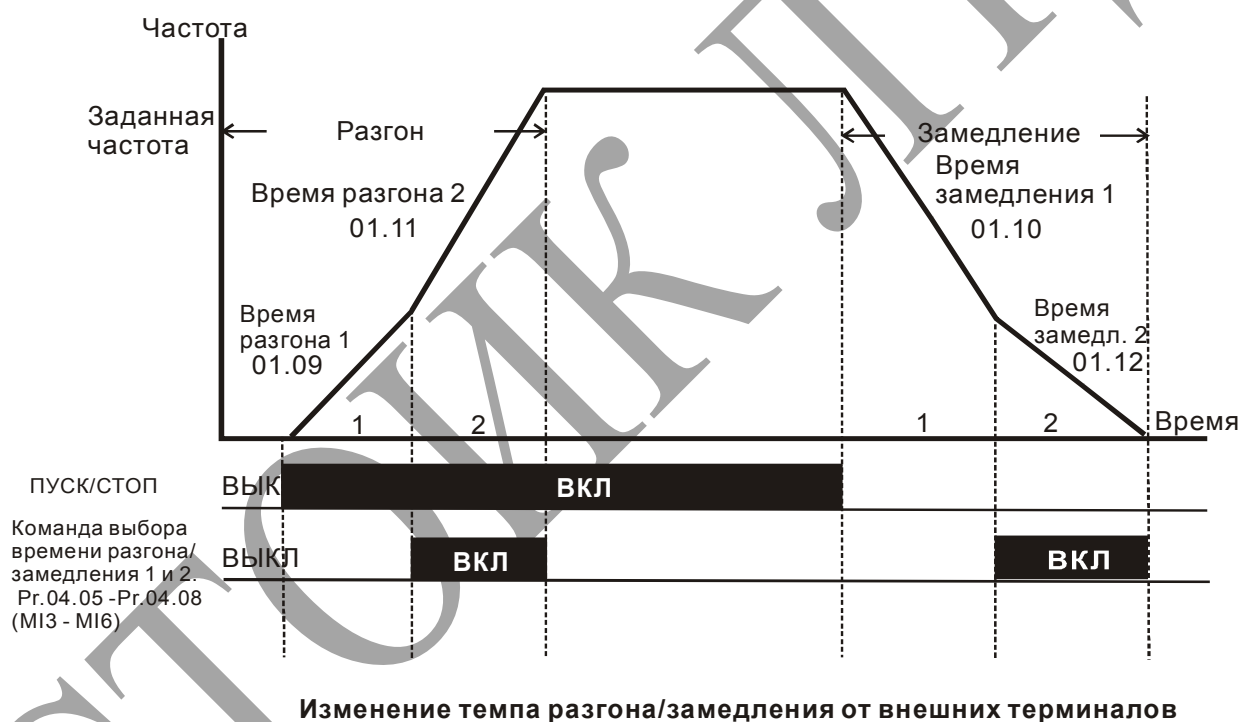 Частота
Заданная
частота
Разгон
Замедление
Время разгона 2
01.11
Время
замедления 1
01.10
Время
разгона 1
01.09
Время
замедл. 2
01.12
1
2
1
2
Время
ПУСК/СТОП
ВЫК
ВКЛ
Команда выбора
времени разгона/
замедления 1 и 2.
Pr.04.05 -Pr.04.08
(MI3 - MI6)
ВЫКЛ
ВКЛ
ВКЛ
Изменение темпа разгона/замедления от внешних терминалов